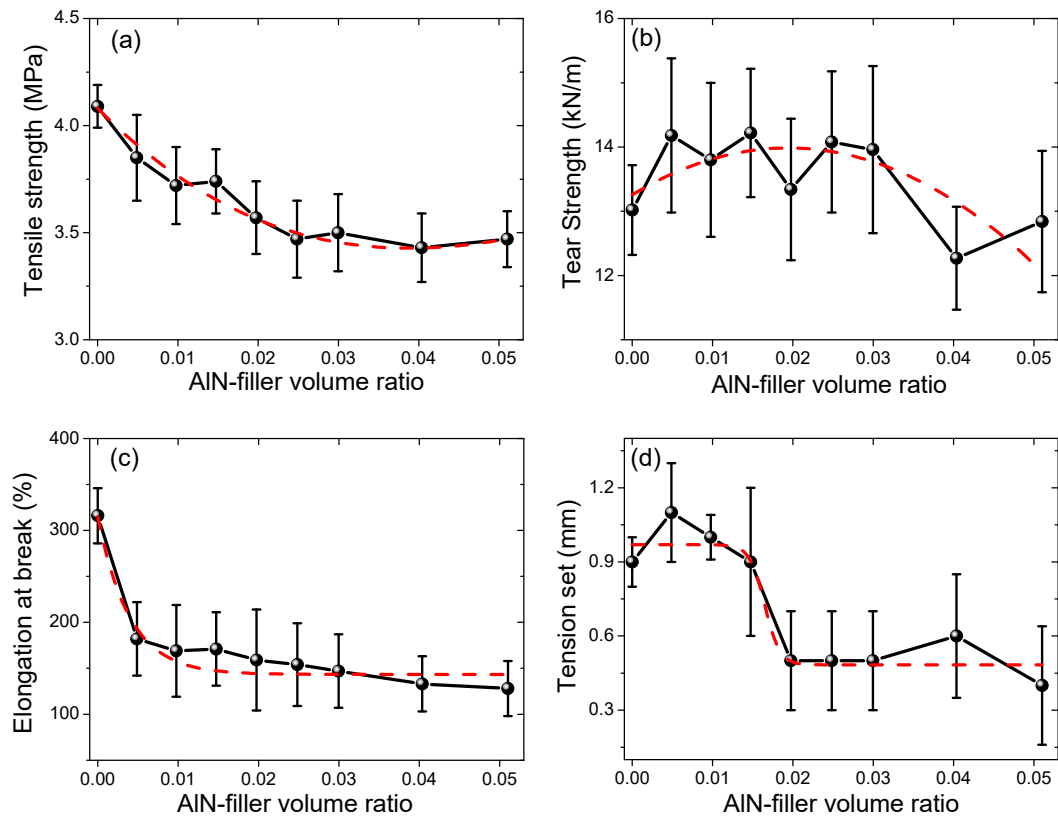 (a)
4.5
4.0
3.5
3.0
Tensile strength (MPa)
0.00 0.01 0.02 0.03 0.04 0.05
AlN-filler volume ratio
(b)
16
14
12
Tear Strength (kN/m)
0.00 0.01 0.02 0.03 0.04 0.05
AlN-filler volume ratio
(c)
400
300
200
100
Elongation at break (%)
0.00 0.01 0.02 0.03 0.04 0.05
AlN-filler volume ratio
(d)
1.2
0.9
0.6
0.3
Tension set (mm)
0.00 0.01 0.02 0.03 0.04 0.05
AlN-filler volume ratio